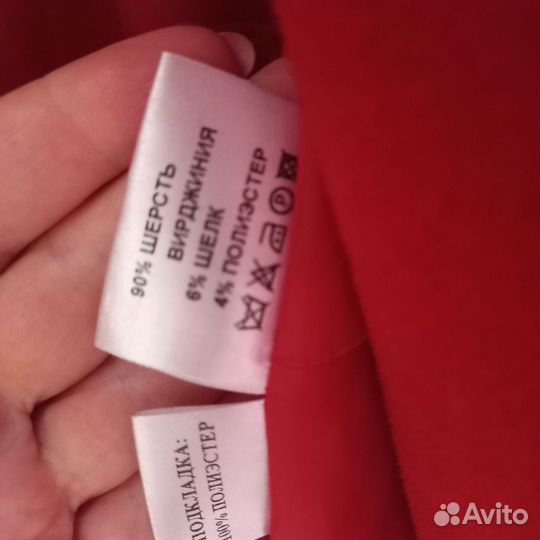 90% ШЕРСТЬ
ВИРДЖИНИЯ
6% ШЕЛК
4% ПОЛИЭСТЕР
P
ПОДКЛАДКА:
100% ПОЛИЭСТЕР
Avito